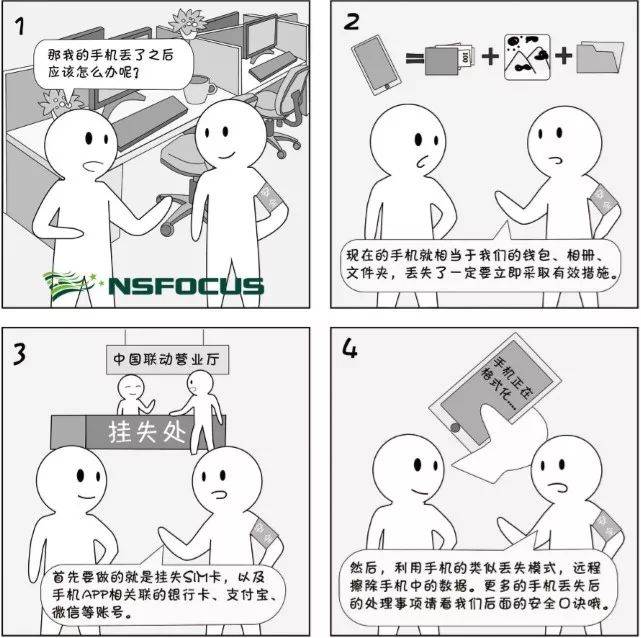 1
那我的手机丢了之后
应该怎么办呢?
NSFOCUS
2
100
现在的手机就相当于我们的钱包、相册、
文件夹，丢失了一定要立即采取有效措施。
3
中国联动营业厅
挂失处
首先要做的就是挂失SIM卡，以及
手机APP相关联的银行卡、支付宝、
微信等账号。
4
手机正在
格式化....
然后，利用手机的类似丢失模式，远程
擦除手机中的数据。更多的手机丢失后
的处理事项请看我们后面的安全口诀哦。